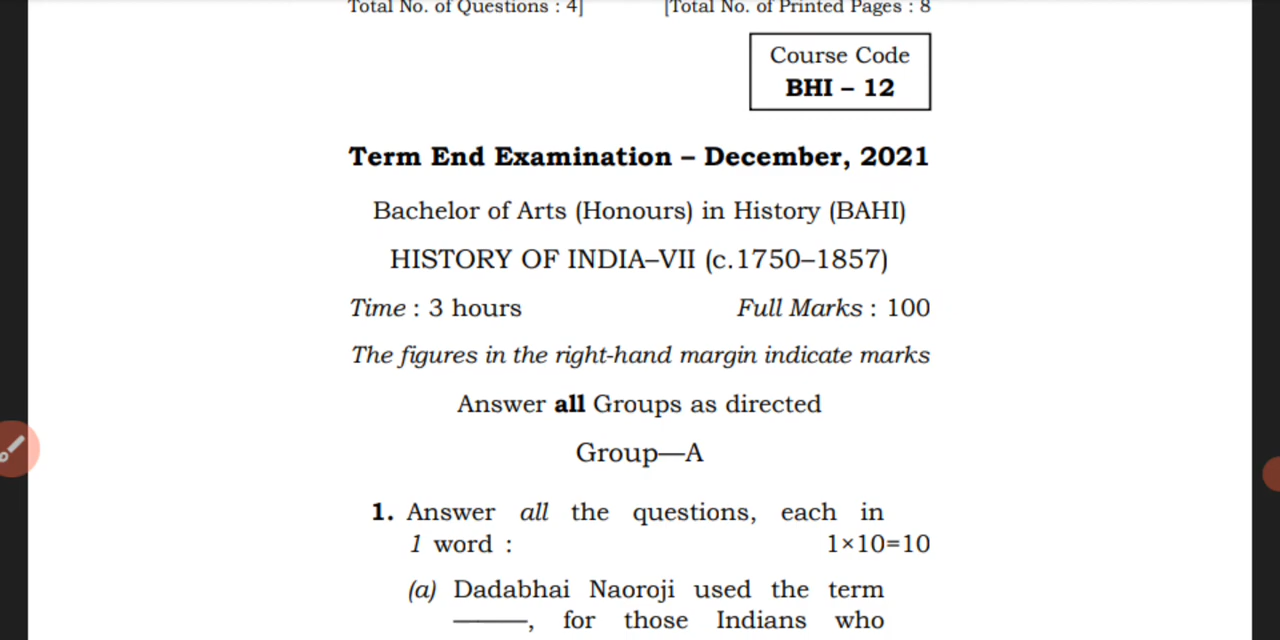 Total No. of Questions : 4] [Total No. of Printed Pages : 8
Course Code
BHI – 12
Term End Examination – December, 2021
Bachelor of Arts (Honours) in History (BAHI)
HISTORY OF INDIA–VII (c.1750–1857)
Time : 3 hours Full Marks : 100
The figures in the right-hand margin indicate marks
Answer all Groups as directed
Group—A
1. Answer all the questions, each in
1 word : 1×10=10
(a) Dadabhai Naoroji used the term
———, for those Indians who